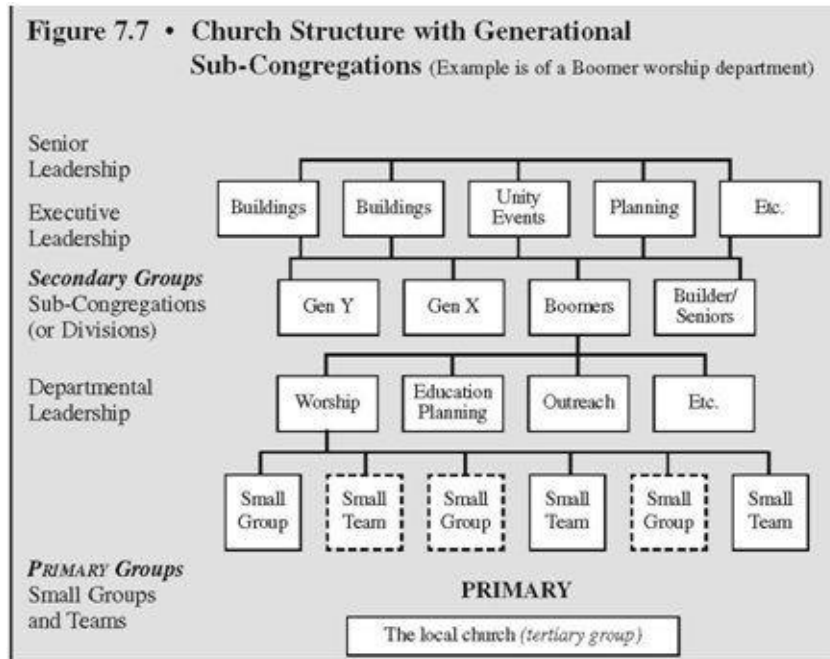 Figure 7.7 • Church Structure with Generational
Sub-Congregations (Example is of a Boomer worship department)
Senior
Leadership
Executive
Leadership
Buildings
Buildings
Unity
Events
Planning
Etc.
Secondary Groups
Sub-Congregations
(or Divisions)
Gen Y
Gen X
Boomers
Builder/
Seniors
Departmental
Leadership
Worship
Education
Planning
Outreach
Etc.
Small
Group
Small
Team
Small
Group
Small
Team
Small
Group
Small
Team
PRIMARY Groups
Small Groups
and Teams
PRIMARY
The local church (tertiary group)